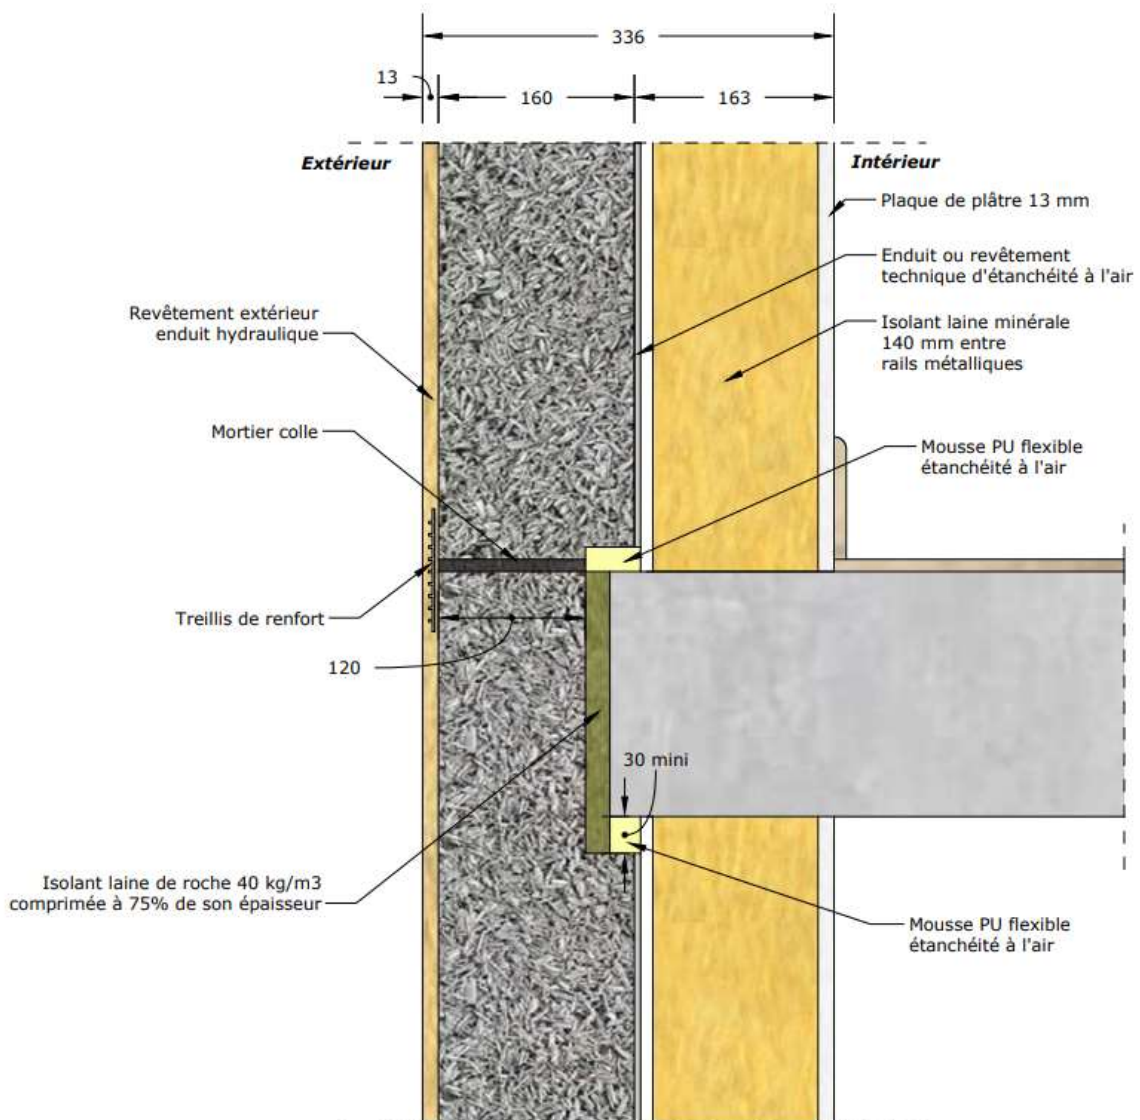 336
13
160
163
Extérieur
Intérieur
Plaque de plâtre 13 mm
Enduit ou revêtement
technique d'étanchéité à l'air
Revêtement extérieur
enduit hydraulique
Isolant laine minérale
140 mm entre
rails métalliques
Mortier colle
Mousse PU flexible
étanchéité à l'air
Treillis de renfort
120
30 mini
Isolant laine de roche 40 kg/m3
comprimée à 75% de son épaisseur
Mousse PU flexible
étanchéité à l'air